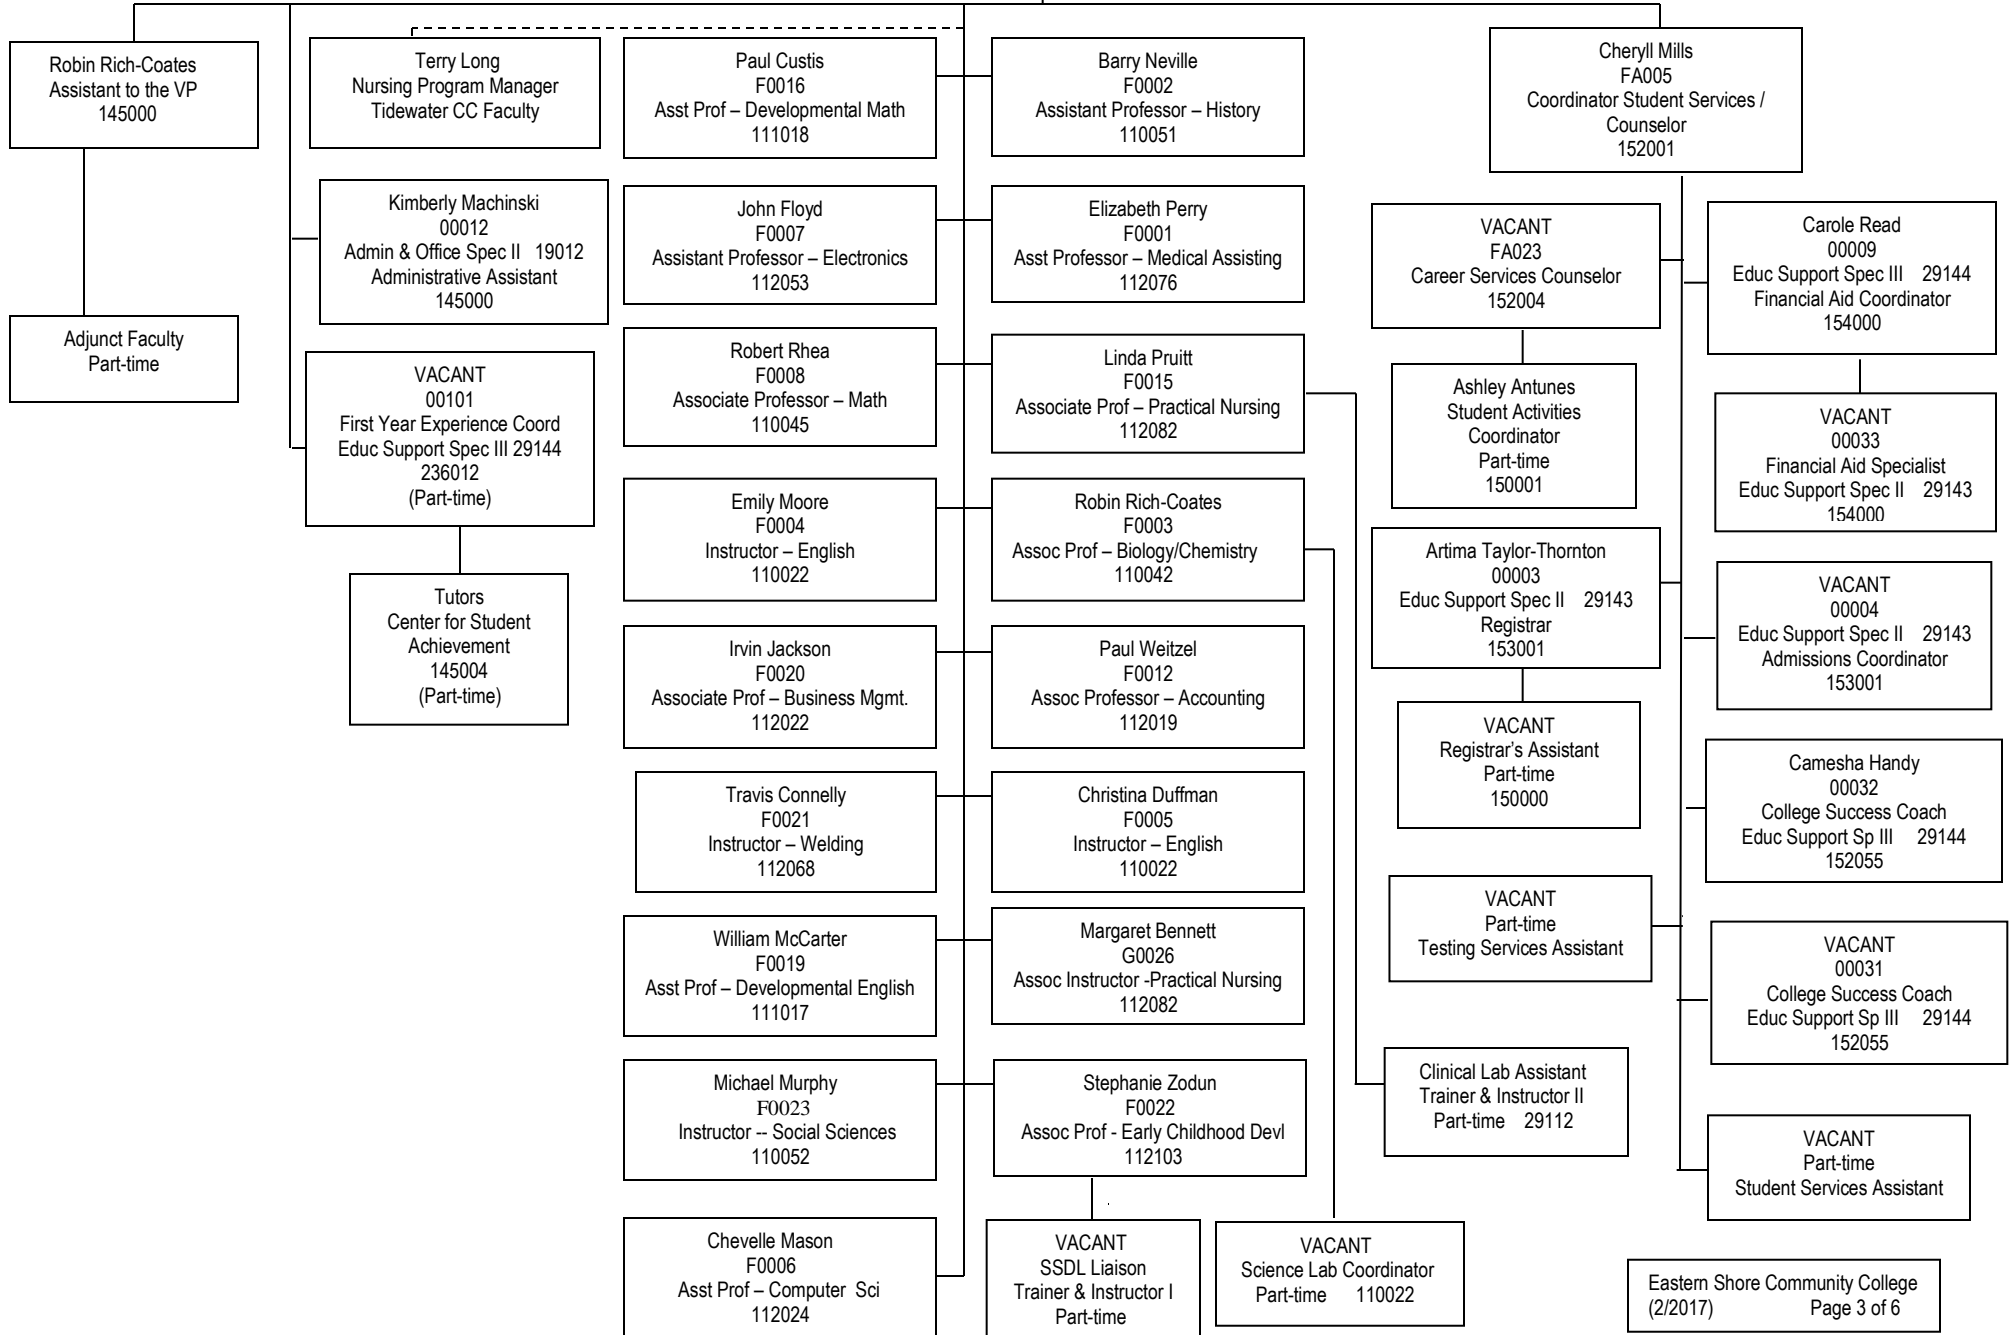 Robin Rich-Coates
Assistant to the VP
145000
Adjunct Faculty
Part-time
Terry Long
Nursing Program Manager
Tidewater CC Faculty
Kimberly Machinski
00012
Admin & Office Spec II 19012
Administrative Assistant
145000
VACANT
00101
First Year Experience Coord
Educ Support Spec III 29144
236012
(Part-time)
Tutors
Center for Student
Achievement
145004
(Part-time)
Paul Custis
F0016
Asst Prof – Developmental Math
111018
Barry Neville
F0002
Assistant Professor – History
110051
John Floyd
F0007
Assistant Professor – Electronics
112053
Elizabeth Perry
F0001
Asst Professor – Medical Assisting
112076
Robert Rhea
F0008
Associate Professor – Math
110045
Linda Pruitt
F0015
Associate Prof – Practical Nursing
112082
Emily Moore
F0004
Instructor – English
110022
Robin Rich-Coates
F0003
Assoc Prof – Biology/Chemistry
110042
Irvin Jackson
F0020
Associate Prof – Business Mgmt.
112022
Paul Weitzel
F0012
Assoc Professor – Accounting
112019
Travis Connelly
F0021
Instructor – Welding
112068
Christina Duffman
F0005
Instructor – English
110022
William McCarter
F0019
Asst Prof – Developmental English
111017
Margaret Bennett
G0026
Assoc Instructor -Practical Nursing
112082
Michael Murphy
F0023
Instructor -- Social Sciences
110052
Stephanie Zodun
F0022
Assoc Prof - Early Childhood Devl
112103
Chevelle Mason
F0006
Asst Prof – Computer Sci
112024
VACANT
SSDL Liaison
Trainer & Instructor I
Part-time
VACANT
Science Lab Coordinator
Part-time 110022
Cheryll Mills
FA005
Coordinator Student Services /
Counselor
152001
VACANT
FA023
Career Services Counselor
152004
Ashley Antunes
Student Activities
Coordinator
Part-time
150001
Artima Taylor-Thornton
00003
Educ Support Spec II 29143
Registrar
153001
VACANT
Registrar’s Assistant
Part-time
150000
VACANT
Part-time
Testing Services Assistant
Clinical Lab Assistant
Trainer & Instructor II
Part-time 29112
Carole Read
00009
Educ Support Spec III 29144
Financial Aid Coordinator
154000
VACANT
00033
Financial Aid Specialist
Educ Support Spec II 29143
154000
VACANT
00004
Educ Support Spec II 29143
Admissions Coordinator
153001
Camesha Handy
00032
College Success Coach
Educ Support Sp III 29144
152055
VACANT
00031
College Success Coach
Educ Support Sp III 29144
152055
VACANT
Part-time
Student Services Assistant
Eastern Shore Community College
(2/2017) Page 3 of 6